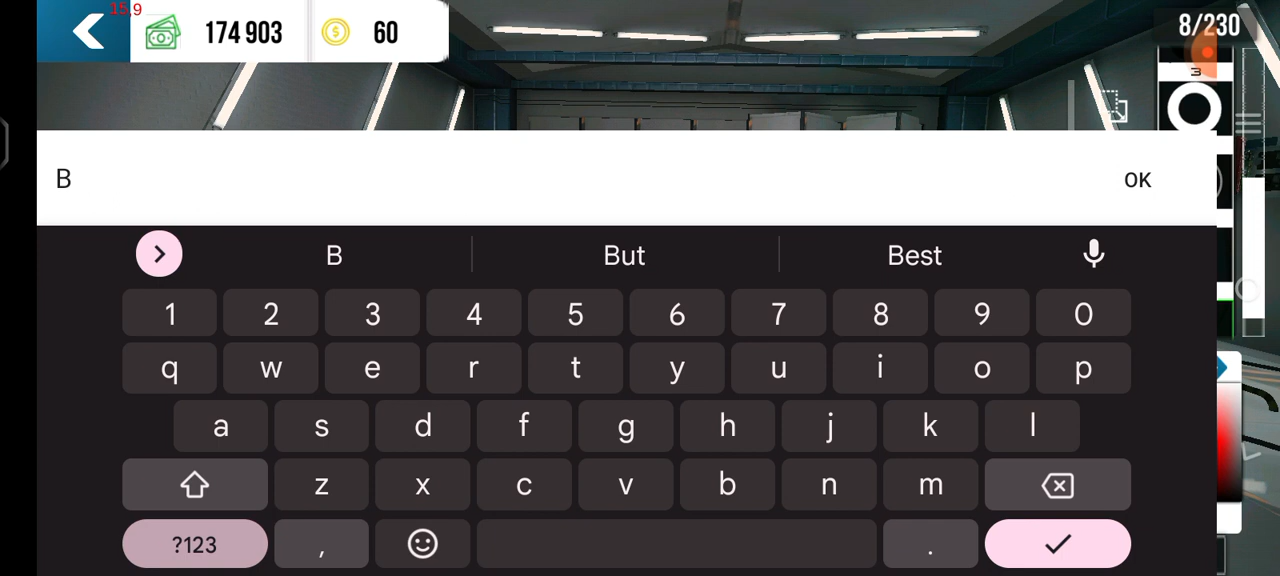 15,9
174 903
60
8/230
3
B
OK
B But Best
1 2 3 4 5 6 7 8 9 0
q w e r t y u i o p
a s d f g h j k l
z x c v b n m
?123 , .